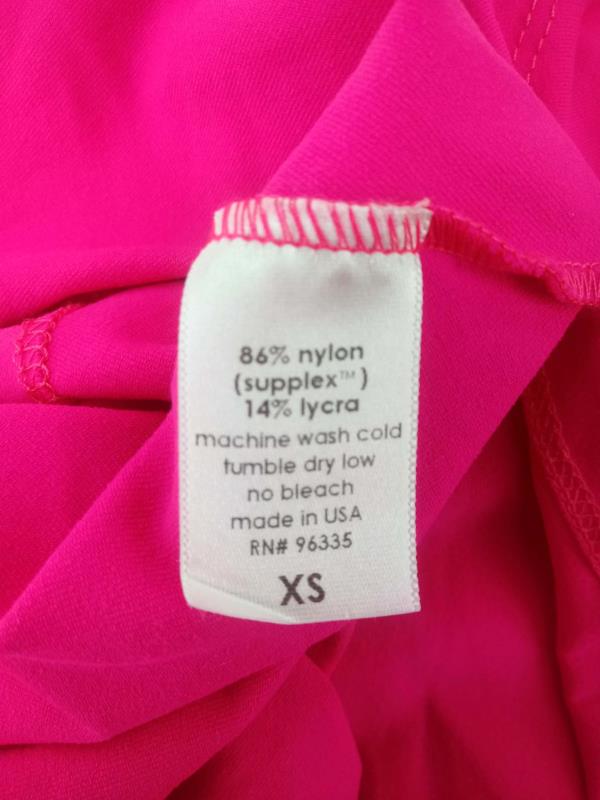 86% nylon
(supplex™)
14% lycra
machine wash cold
tumble dry low
no bleach
made in USA
RN# 96335
XS